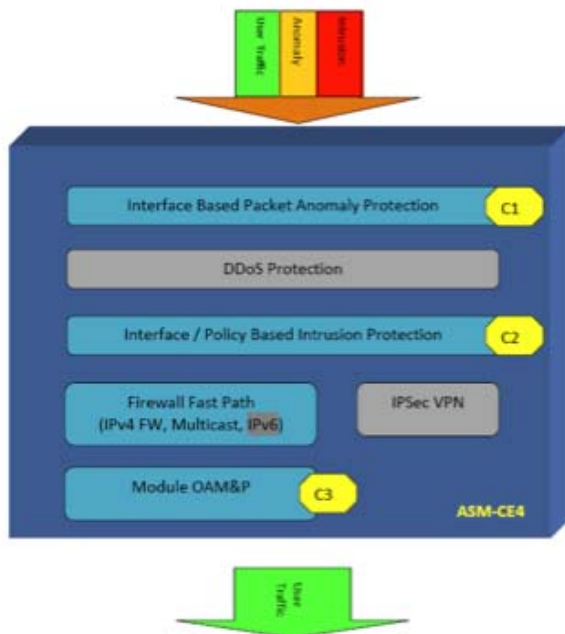 User Traffic
Anomaly
Intrusion
Interface Based Packet Anomaly Protection
C1
DDoS Protection
Interface / Policy Based Intrusion Protection
C2
Firewall Fast Path
(IPv4 FW, Multicast, IPv6)
IPSec VPN
Module OAM&P
C3
ASM-CE4
User
Traffic